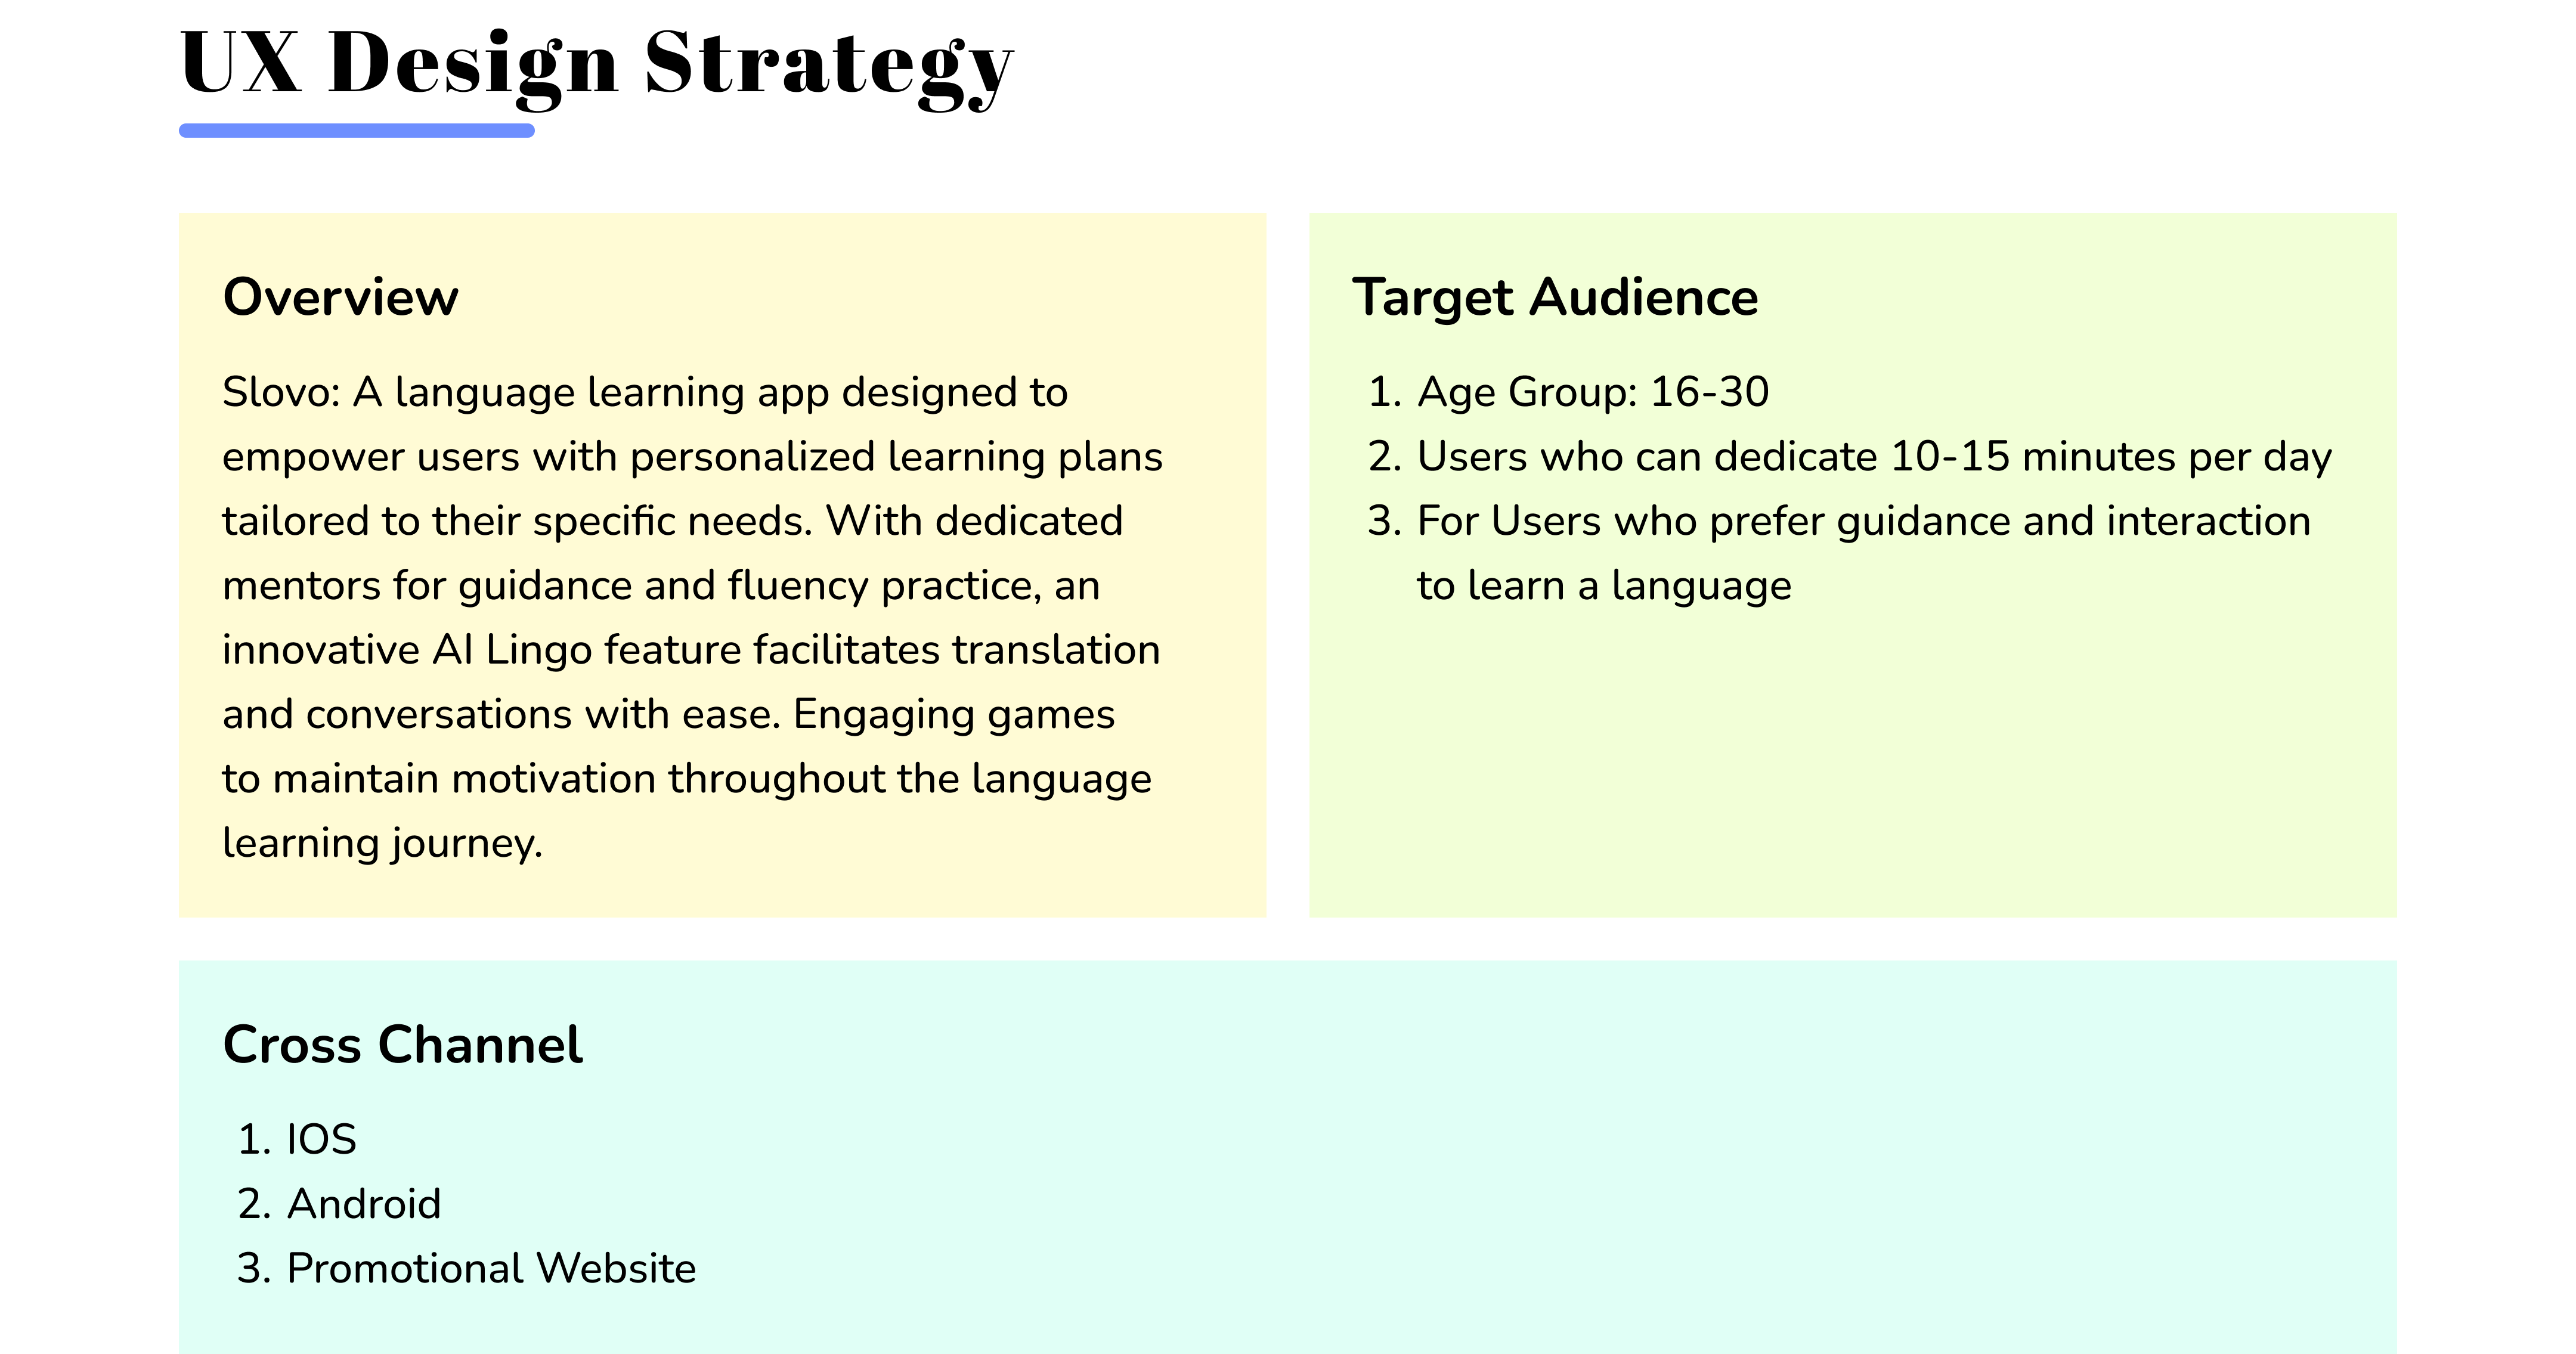 UX Design Strategy
Overview
Slovo: A language learning app designed to
empower users with personalized learning plans
tailored to their specific needs. With dedicated
mentors for guidance and fluency practice, an
innovative AI Lingo feature facilitates translation
and conversations with ease. Engaging games
to maintain motivation throughout the language
learning journey.
Target Audience
1. Age Group: 16-30
2. Users who can dedicate 10-15 minutes per day
3. For Users who prefer guidance and interaction
to learn a language
Cross Channel
1. IOS
2. Android
3. Promotional Website